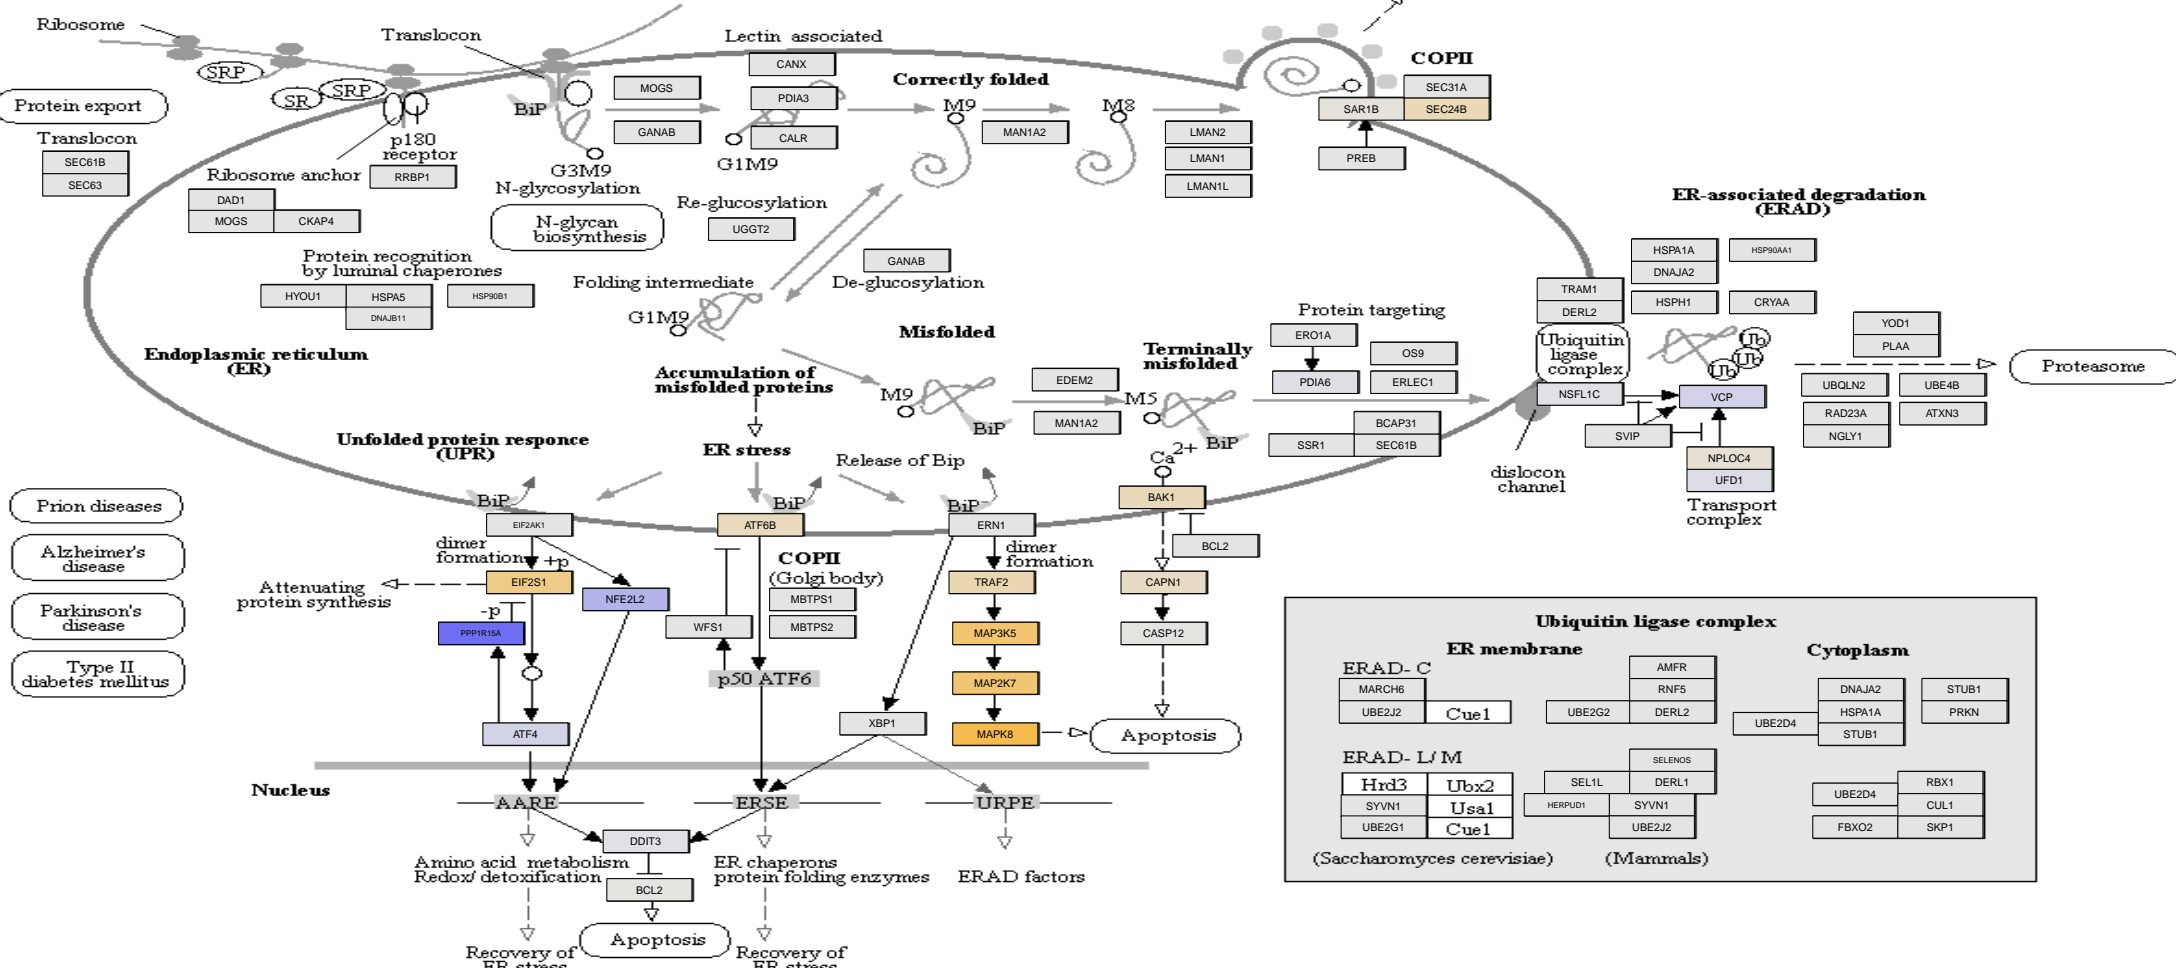 Ribosome
Translocon
Lectin associated
COPII
SRP
SRP
SR
Protein export
BiP
MOGS
GANAB
CANX
PDIA3
CALR
G1M9
Correctly folded
M9
MAN1A2
M8
LMAN2
LMAN1
LMAN1L
SEC31A
SAR1B
SEC24B
PREB
Translocon
SEC61B
SEC63
p180
receptor
RRBP1
Ribosome anchor
DAD1
MOGS
CKAP4
G3M9
N-glycosylation
N-glycan
biosynthesis
Re-glucosylation
UGGT2
GANAB
De-glucosylation
Protein recognition
by luminal chaperones
HYOU1
HSPA5
HSP90B1
DNAJB11
Folding intermediate
G1M9
Endoplasmic reticulum
(ER)
Misfolded
Accumulation of
misfolded proteins
M9
EDEM2
MAN1A2
BiP
Terminally
misfolded
M5
BiP
Protein targeting
ERO1A
PDIA6
OS9
ERLEC1
BCAP31
SSR1
SEC61B
ER-associated degradation
(ERAD)
HSPA1A
HSP90AA1
DNAJA2
HSPH1
CRYAA
TRAM1
DERL2
Ubiquitin
ligase
complex
NSFL1C
Ub
Ub
Ub
VCP
SVIP
NPLOC4
UFD1
Transport
complex
dislocon
channel
YOD1
PLAA
UBQLN2
UBE4B
RAD23A
ATXN3
NGLY1
Proteasome
Unfolded protein responce
(UPR)
ER stress
Release of Bip
BiP
BiP
BiP
Ca2+
BAK1
BCL2
CAPN1
CASP12
Apoptosis
Prion diseases
Alzheimer's
disease
Parkinson's
disease
Type II
diabetes mellitus
EIF2AK1
dimer
formation
+p
EIF2S1
Attenuating
protein synthesis
-p
PPP1R15A
NFE2L2
ATF4
ATF6B
COPII
(Golgi body)
MBTPS1
MBTPS2
WFS1
p50 ATF6
ERN1
dimer
formation
TRAF2
MAP3K5
MAP2K7
MAPK8
XBP1
Nucleus
AARE
ERSE
URPE
DDIT3
BCL2
Apoptosis
Amino acid metabolism
Redox/ detoxification
ER chaperons
protein folding enzymes
ERAD factors
Recovery of
ER stress
Recovery of
ER stress
Ubiquitin ligase complex
ER membrane
Cytoplasm
ERAD- C
MARCH6
UBE2J2
Cue1
AMFR
RNF5
UBE2G2
DERL2
DNAJA2
HSPA1A
UBE2D4
STUB1
STUB1
PRKN
ERAD- L/ M
Hrd3
Ubx2
SYVN1
Usa1
UBE2G1
Cue1
SELENOS
SEL1L
DERL1
HERPUD1
SYVN1
UBE2J2
UBE2D4
RBX1
CUL1
FBXO2
SKP1
(Saccharomyces cerevisiae)
(Mammals)